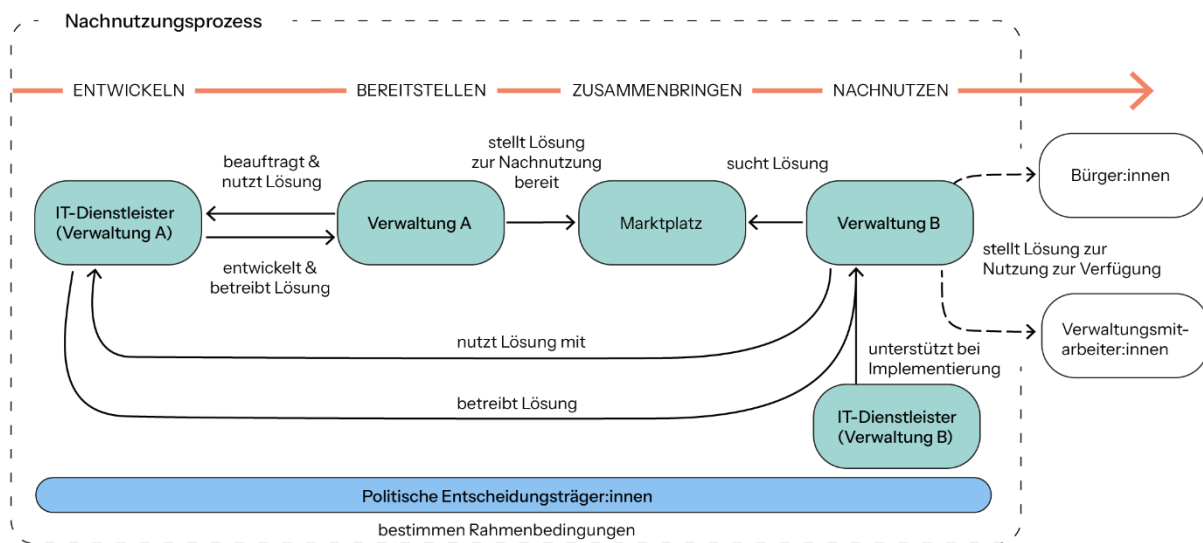 Nachnutzungsprozess
ENTWICKELN
BEREITSTELLEN
ZUSAMMENBRINGEN
NACHNUTZEN
beauftragt &
nutzt Lösung
stellt Lösung
zur Nachnutzung
bereit
sucht Lösung
Bürger:innen
IT-Dienstleister
(Verwaltung A)
Verwaltung A
Marktplatz
Verwaltung B
entwickelt &
betreibt Lösung
stellt Lösung zur
Nutzung zur Verfügung
nutzt Lösung mit
unterstützt bei
Implementierung
Verwaltungsmit-
arbeiter:innen
betreibt Lösung
IT-Dienstleister
(Verwaltung B)
Politische Entscheidungsträger:innen
bestimmen Rahmenbedingungen